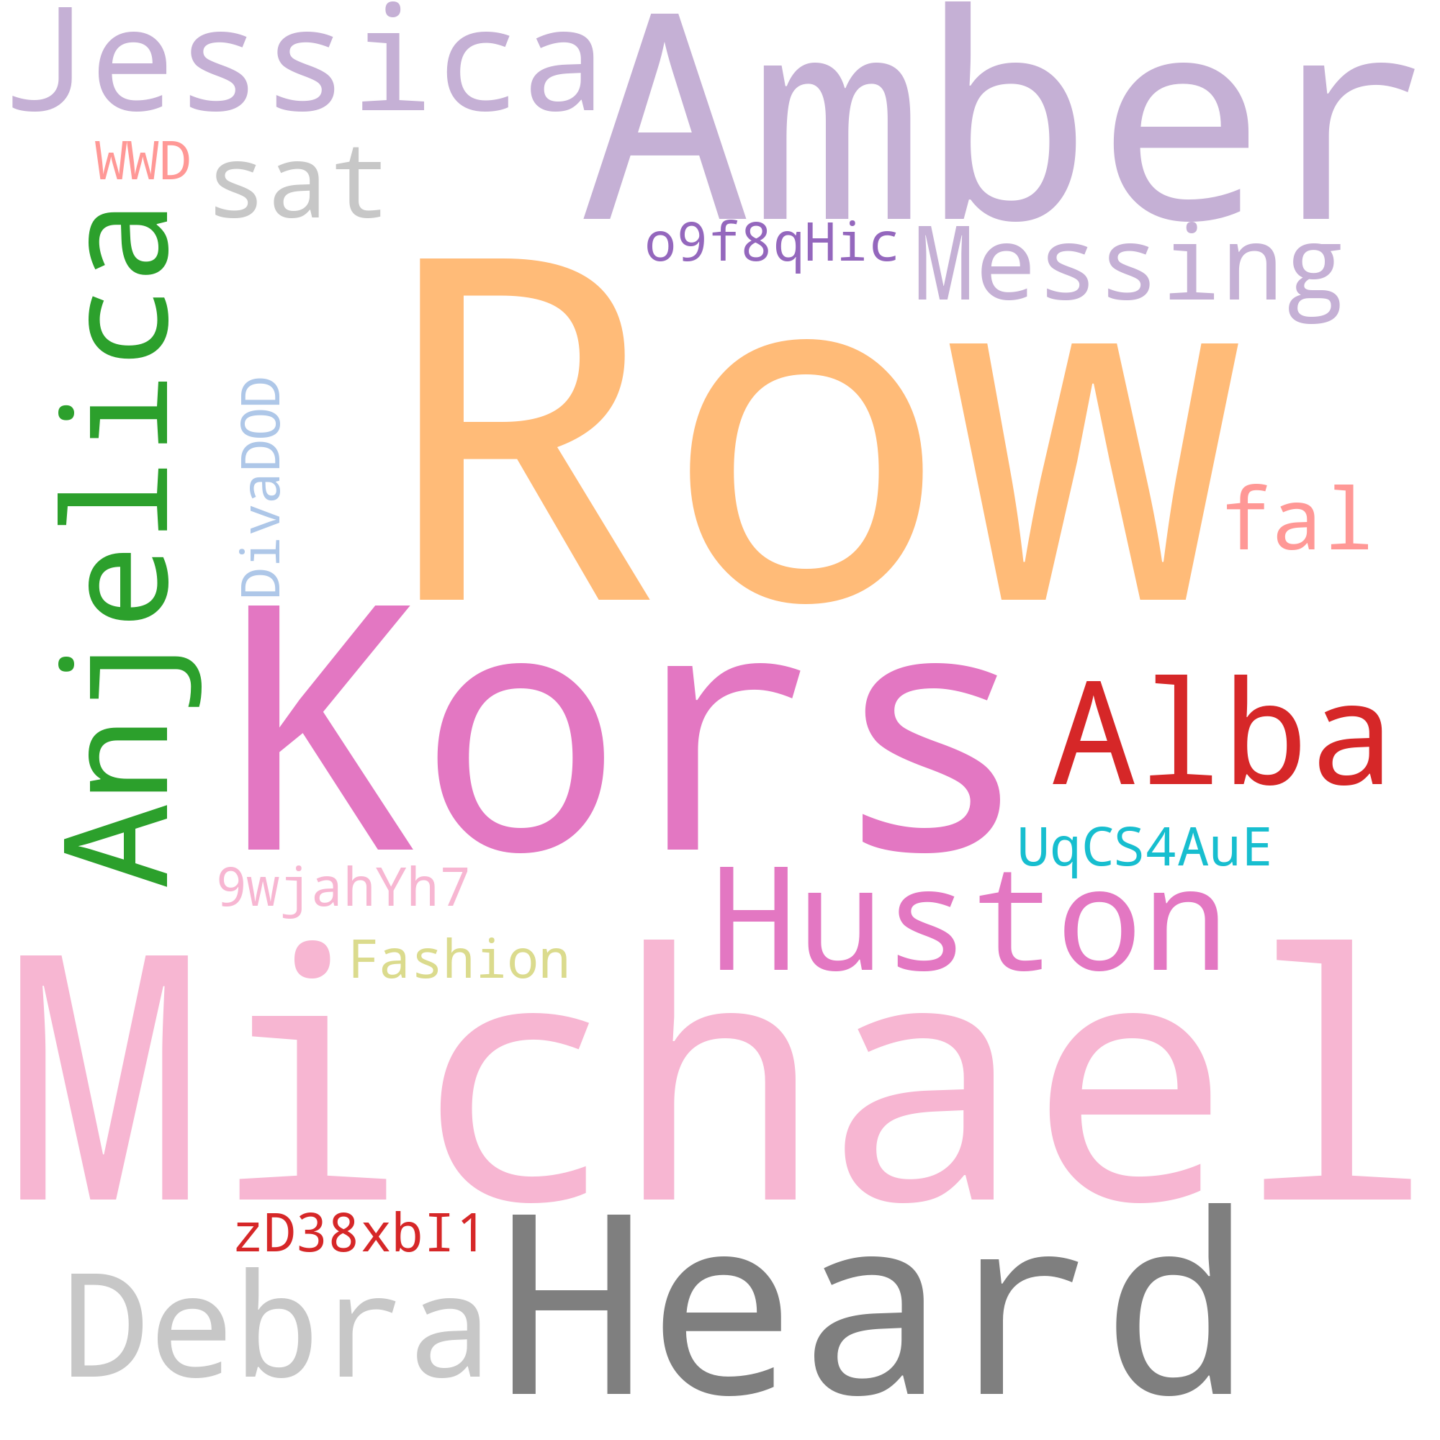 Jessica
Amber
WWD
sat
o9f8qHic
Messing
Anjelica
Row
DivaDOD
fal
Kors
Alba
UqCS4AuE
9wjahYh7
Huston
Fashion
Michael
zD38xbI1
Debra
Heard